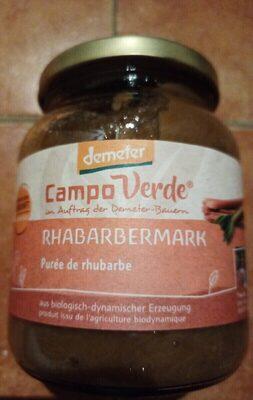 demeter
Campo Verde®
im Auftrag der Demeter-Bauern
RHABARBERMARK
Purée de rhubarbe
aus biologisch-dynamischer Erzeugung
produit issu de l'agriculture biodynamique